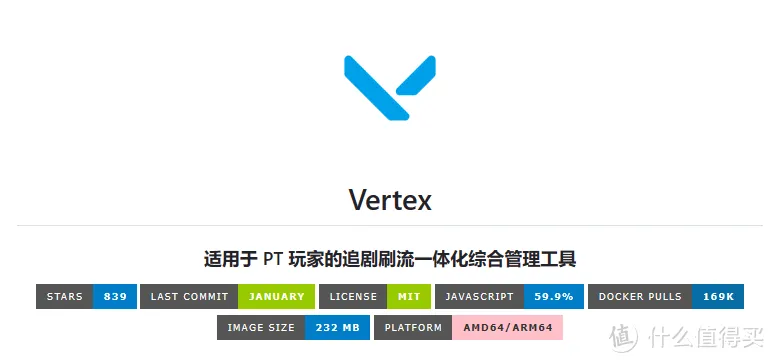 Vertex
适用于 PT 玩家的追剧刷流一体化综合管理工具
STARS 839 LAST COMMIT JANUARY LICENSE MIT JAVASCRIPT 59.9% DOCKER PULLS 169K
IMAGE SIZE 232 MB PLATFORM AMD64/ARM64
值 什么值得买